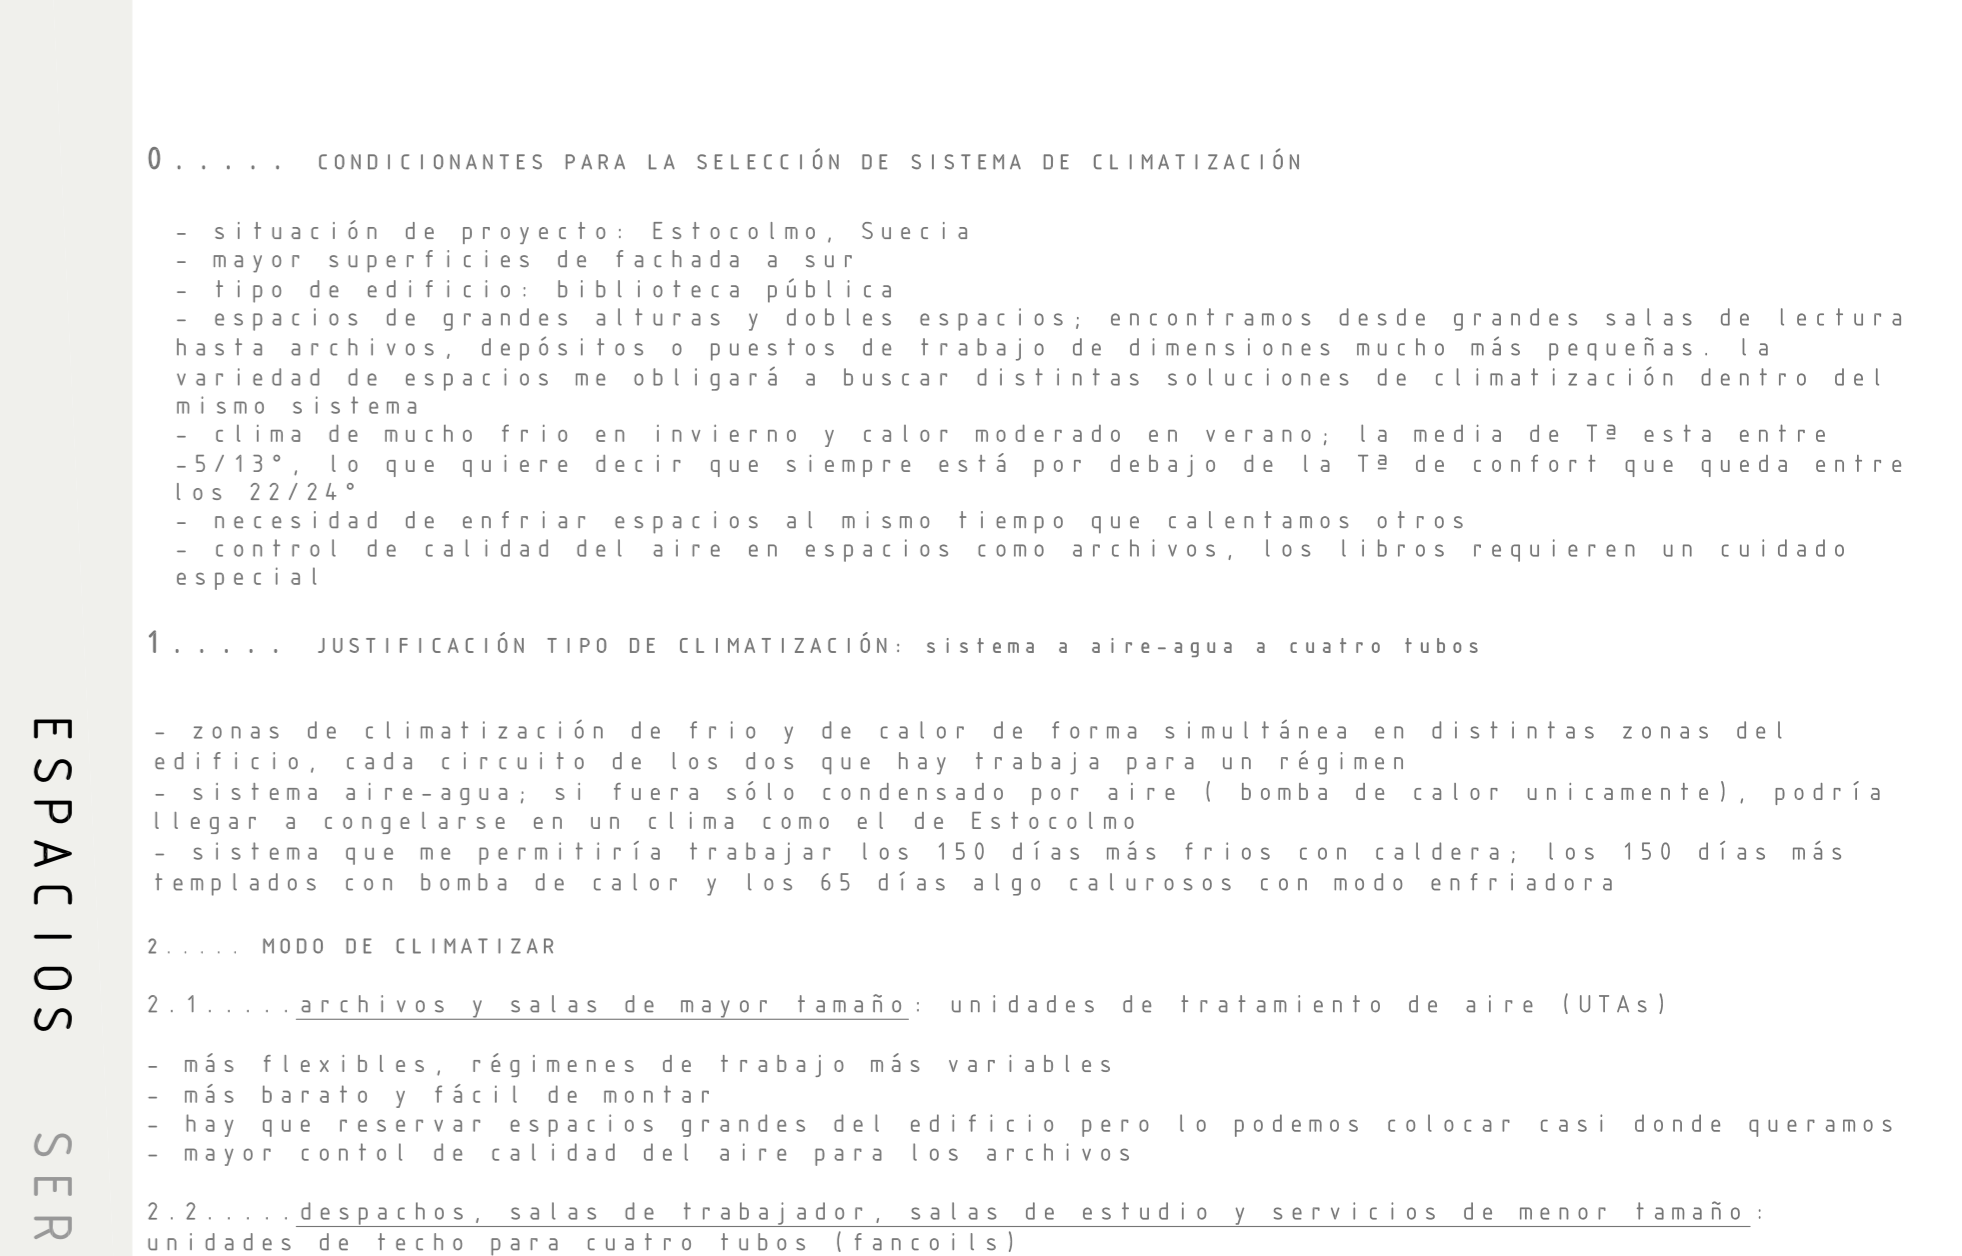 0..... CONDICIONANTES PARA LA SELECCIÓN DE SISTEMA DE CLIMATIZACIÓN
- situación de proyecto: Estocolmo, Suecia
- mayor superficies de fachada a sur
- tipo de edificio: biblioteca pública
- espacios de grandes alturas y dobles espacios; encontramos desde grandes salas de lectura
hasta archivos, depósitos o puestos de trabajo de dimensiones mucho más pequeñas. la
variedad de espacios me obligará a buscar distintas soluciones de climatización dentro del
mismo sistema
- clima de mucho frio en invierno y calor moderado en verano; la media de Tª esta entre
-5/13°, lo que quiere decir que siempre está por debajo de la Tª de confort que queda entre
los 22/24°
- necesidad de enfriar espacios al mismo tiempo que calentamos otros
- control de calidad del aire en espacios como archivos, los libros requieren un cuidado
especial
1..... JUSTIFICACIÓN TIPO DE CLIMATIZACIÓN: sistema a aire-agua a cuatro tubos
- zonas de climatización de frio y de calor de forma simultánea en distintas zonas del
edificio, cada circuito de los dos que hay trabaja para un régimen
- sistema aire-agua; si fuera sólo condensado por aire ( bomba de calor unicamente), podría
llegar a congelarse en un clima como el de Estocolmo
- sistema que me permitiría trabajar los 150 días más frios con caldera; los 150 días más
templados con bomba de calor y los 65 días algo calurosos con modo enfriadora
2..... MODO DE CLIMATIZAR
2.1.....archivos y salas de mayor tamaño: unidades de tratamiento de aire (UTAs)
- más flexibles, régimenes de trabajo más variables
- más barato y fácil de montar
- hay que reservar espacios grandes del edificio pero lo podemos colocar casi donde queramos
- mayor contol de calidad del aire para los archivos
2.2.....despachos, salas de trabajador, salas de estudio y servicios de menor tamaño:
unidades de techo para cuatro tubos (fancoils)
ESPACIOS SER